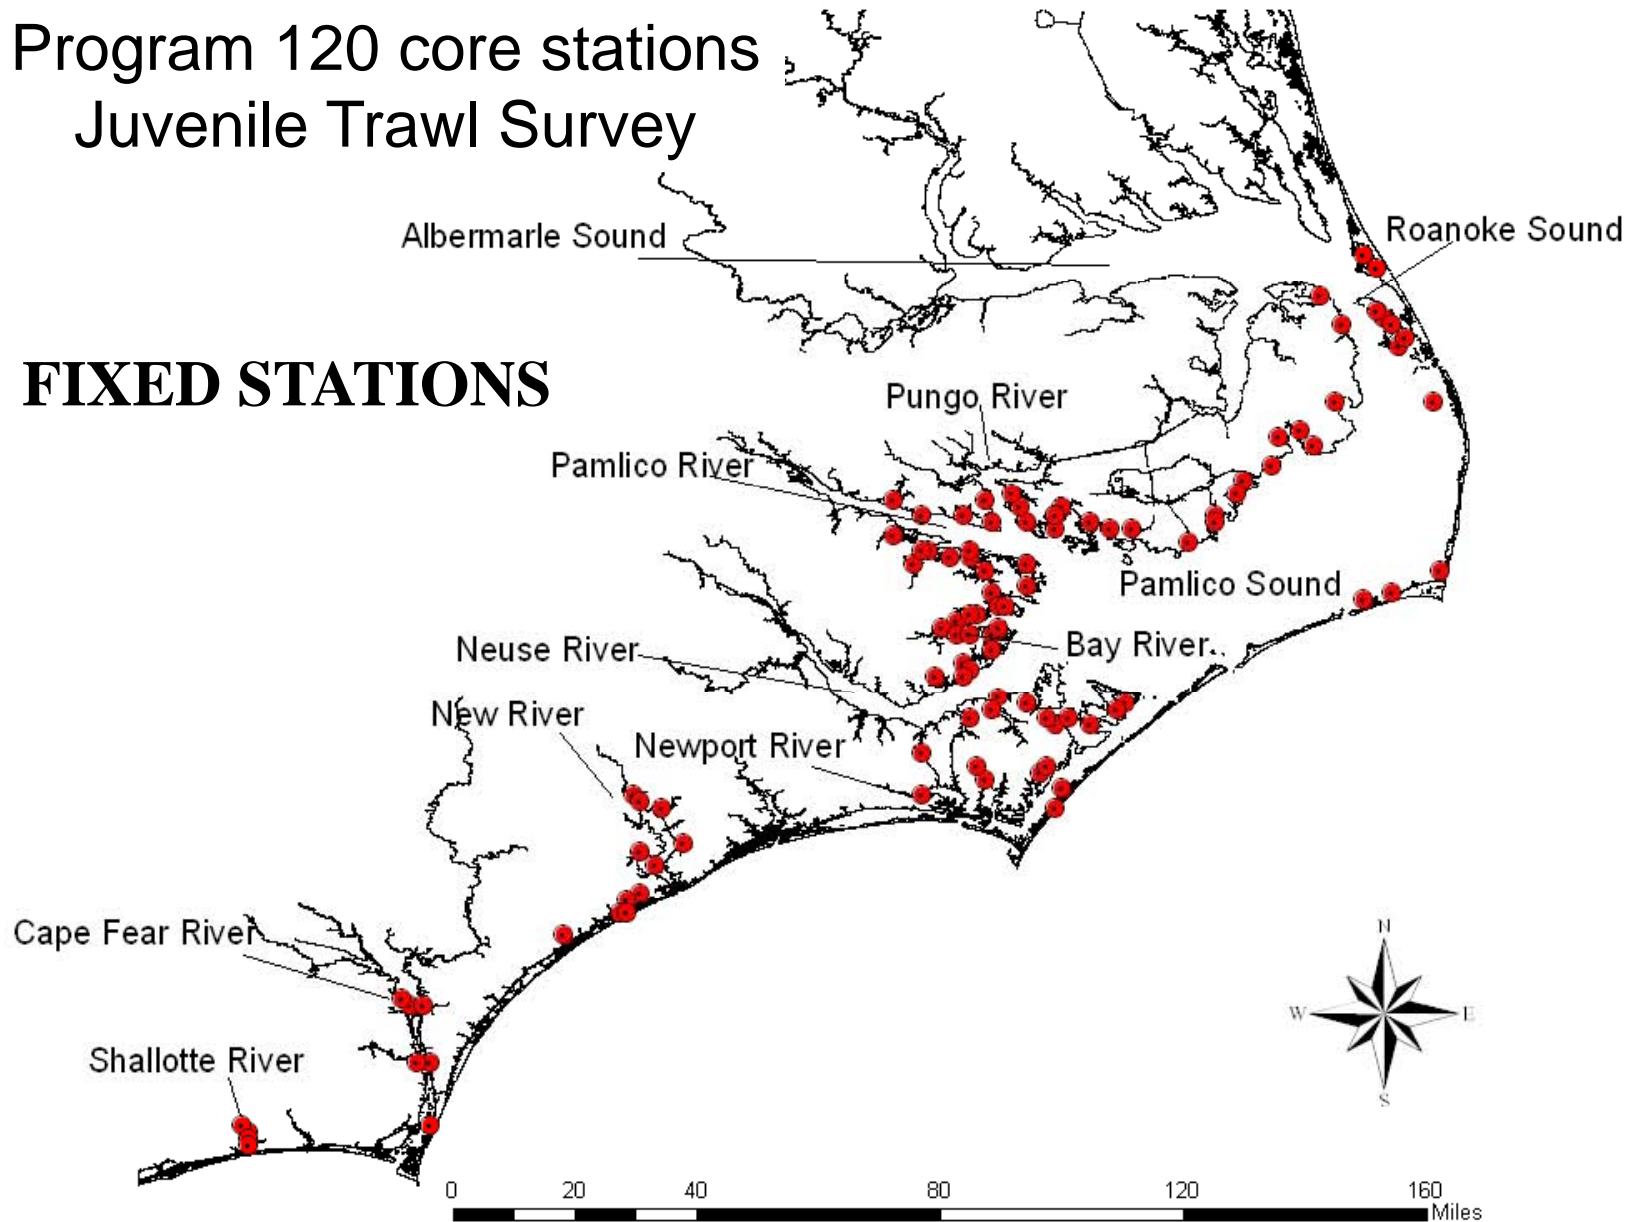 Program 120 core stations
Juvenile Trawl Survey
Roanoke Sound
Albermarle Sound
FIXED STATIONS
Pungo River
Pamlico River
Pamlico Sound
Bay River
Neuse River
New River
Newport River
Cape Fear River
Shallotte River
N
W E
S
0 20 40 80 120 160
Miles